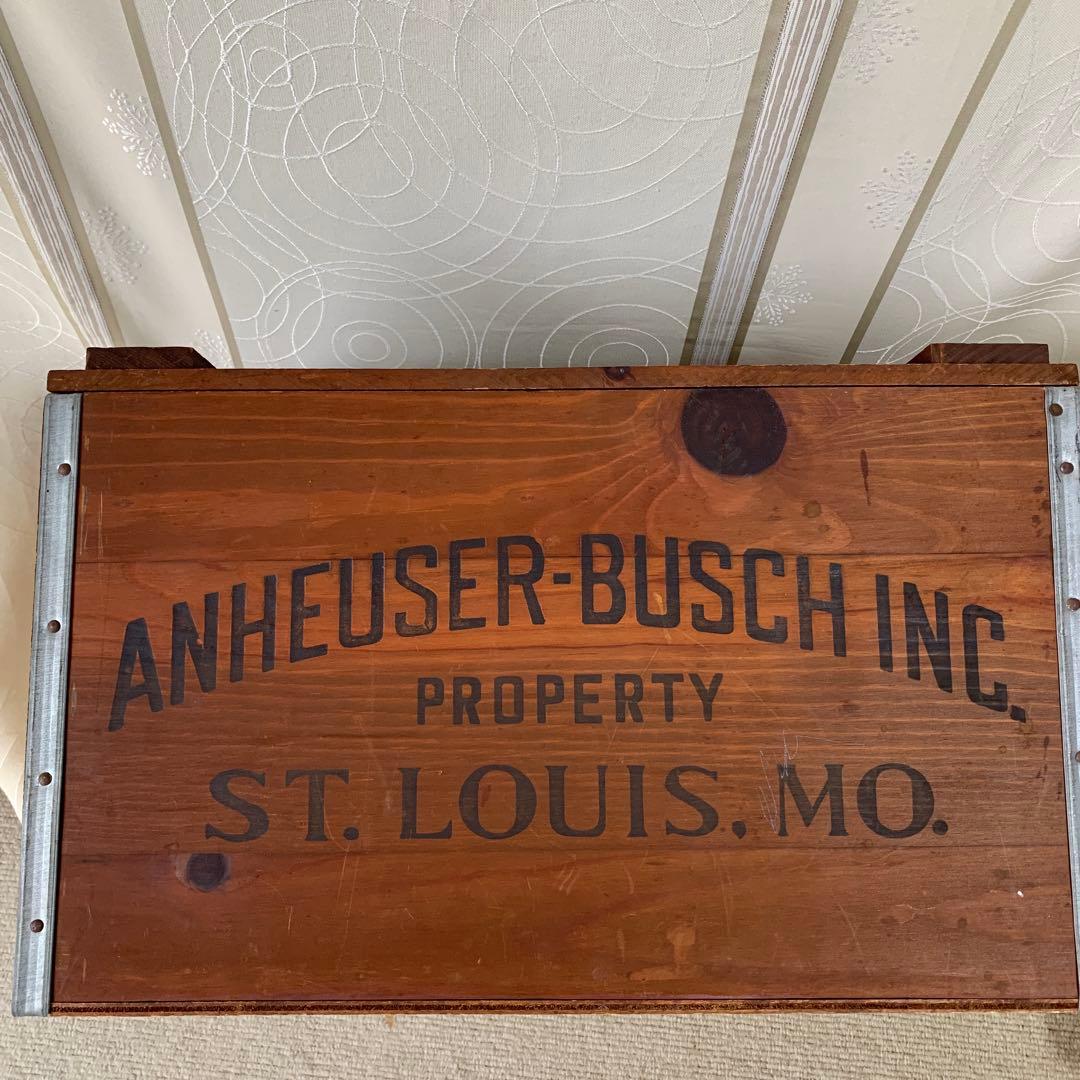 ANHEUSER-BUSCH INC.
PROPERTY
ST. LOUIS, MO.